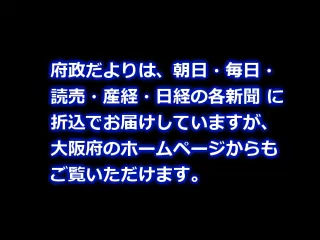 府政だよりは、朝日・毎日・
読売・産経・日経の各新聞 に
折込でお届けしていますが、
大阪府のホームページからも
ご覧いただけます。